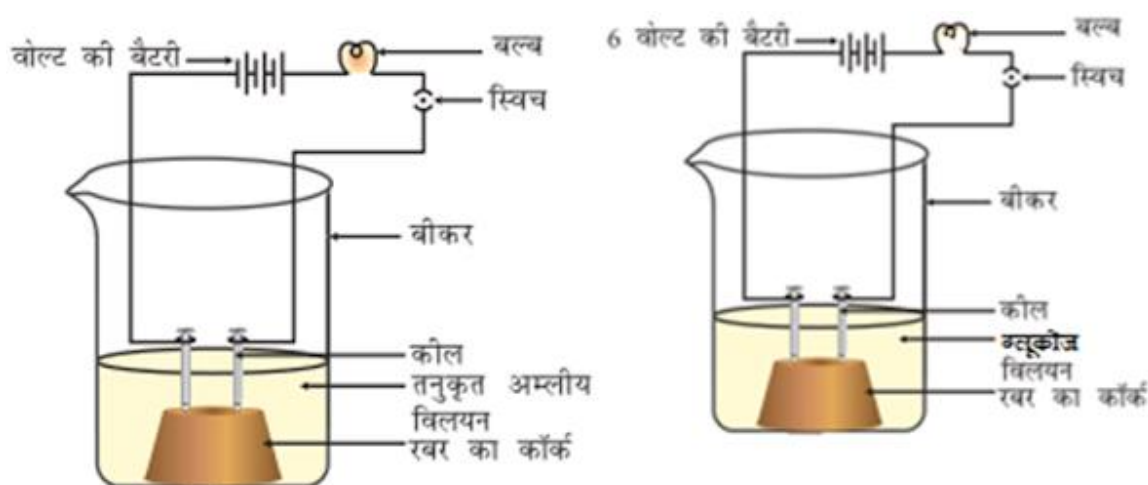 वोल्ट की बैटरी
बल्ब
स्विच
बीकर
कील
तनुकृत अम्लीय
विलयन
रबर का कॉर्क
6 वोल्ट की बैटरी
बल्ब
स्विच
बीकर
कील
ग्लूकोज
विलयन
रबर का कॉर्क